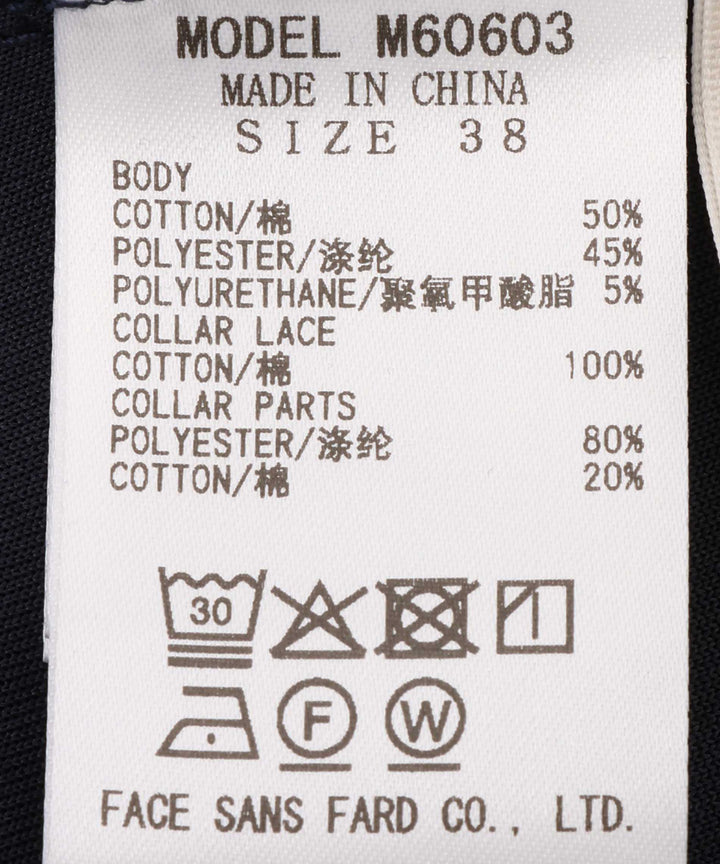 MODEL M60603
MADE IN CHINA
SIZE 38
BODY
COTTON/棉 50%
POLYESTER/涤纶 45%
POLYURETHANE/聚氧甲酸脂 5%
COLLAR LACE
COTTON/棉 100%
COLLAR PARTS
POLYESTER/涤纶 80%
COTTON/棉 20%
30
F W
FACE SANS FARD CO., LTD.